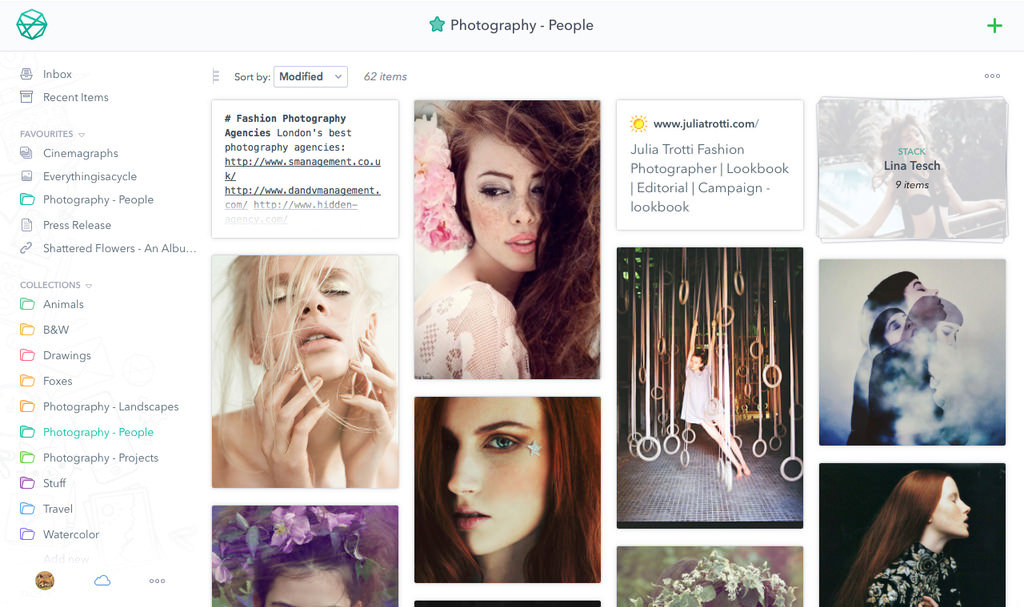 Photography - People
Inbox
Recent Items
FAVOURITES
Cinemagraphs
Everythingisacycle
Photography - People
Press Release
Shattered Flowers - An Albu...
COLLECTIONS
Animals
B&W
Drawings
Foxes
Photography - Landscapes
Photography - People
Photography - Projects
Stuff
Travel
Watercolor
Add new
Sort by: Modified
62 items
# Fashion Photography
Agencies London's best
photography agencies:
http://www.smanagement.co.u
k/
http://www.dandvmanagement.
com/ http://www.hidden-
agency.com/
www.juliatrotti.com/
Julia Trotti Fashion
Photographer | Lookbook
| Editorial | Campaign -
lookbook
STACK
Lina Tesch
9 items